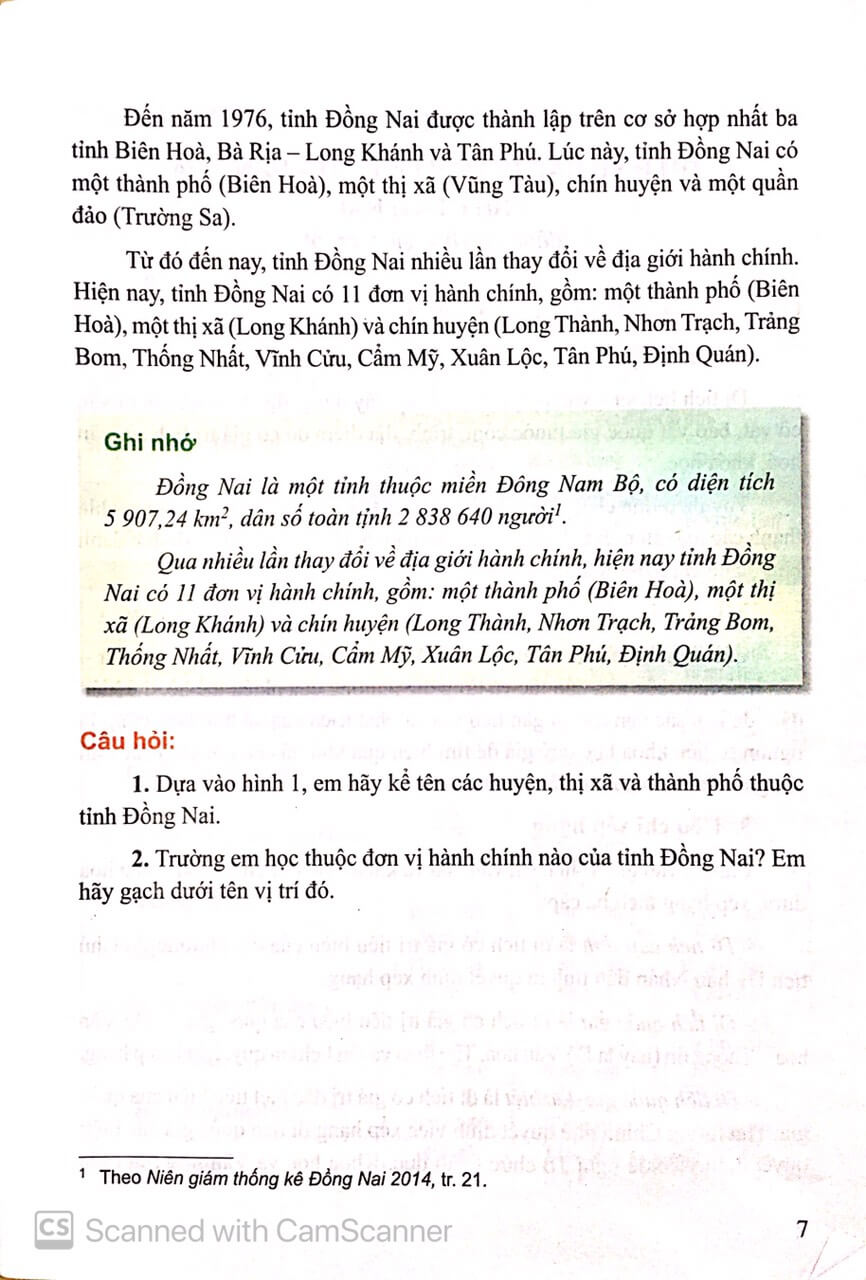 Đến năm 1976, tỉnh Đồng Nai được thành lập trên cơ sở hợp nhất ba
tỉnh Biên Hoà, Bà Rịa – Long Khánh và Tân Phú. Lúc này, tỉnh Đồng Nai có
một thành phố (Biên Hoà), một thị xã (Vũng Tàu), chín huyện và một quần
đảo (Trường Sa).
Từ đó đến nay, tỉnh Đồng Nai nhiều lần thay đổi về địa giới hành chính.
Hiện nay, tỉnh Đồng Nai có 11 đơn vị hành chính, gồm: một thành phố (Biên
Hoà), một thị xã (Long Khánh) và chín huyện (Long Thành, Nhơn Trạch, Trảng
Bom, Thống Nhất, Vĩnh Cửu, Cẩm Mỹ, Xuân Lộc, Tân Phú, Định Quán).
Ghi nhớ
Đồng Nai là một tỉnh thuộc miền Đông Nam Bộ, có diện tích
5 907,24 km², dân số toàn tỉnh 2 838 640 người¹.
Qua nhiều lần thay đổi về địa giới hành chính, hiện nay tỉnh Đồng
Nai có 11 đơn vị hành chính, gồm: một thành phố (Biên Hoà), một thị
xã (Long Khánh) và chín huyện (Long Thành, Nhơn Trạch, Trảng Bom,
Thống Nhất, Vĩnh Cửu, Cẩm Mỹ, Xuân Lộc, Tân Phú, Định Quán).
Câu hỏi:
1. Dựa vào hình 1, em hãy kể tên các huyện, thị xã và thành phố thuộc
tỉnh Đồng Nai.
2. Trường em học thuộc đơn vị hành chính nào của tỉnh Đồng Nai? Em
hãy gạch dưới tên vị trí đó.
¹ Theo Niên giám thống kê Đồng Nai 2014, tr. 21.
CS Scanned with CamScanner
7